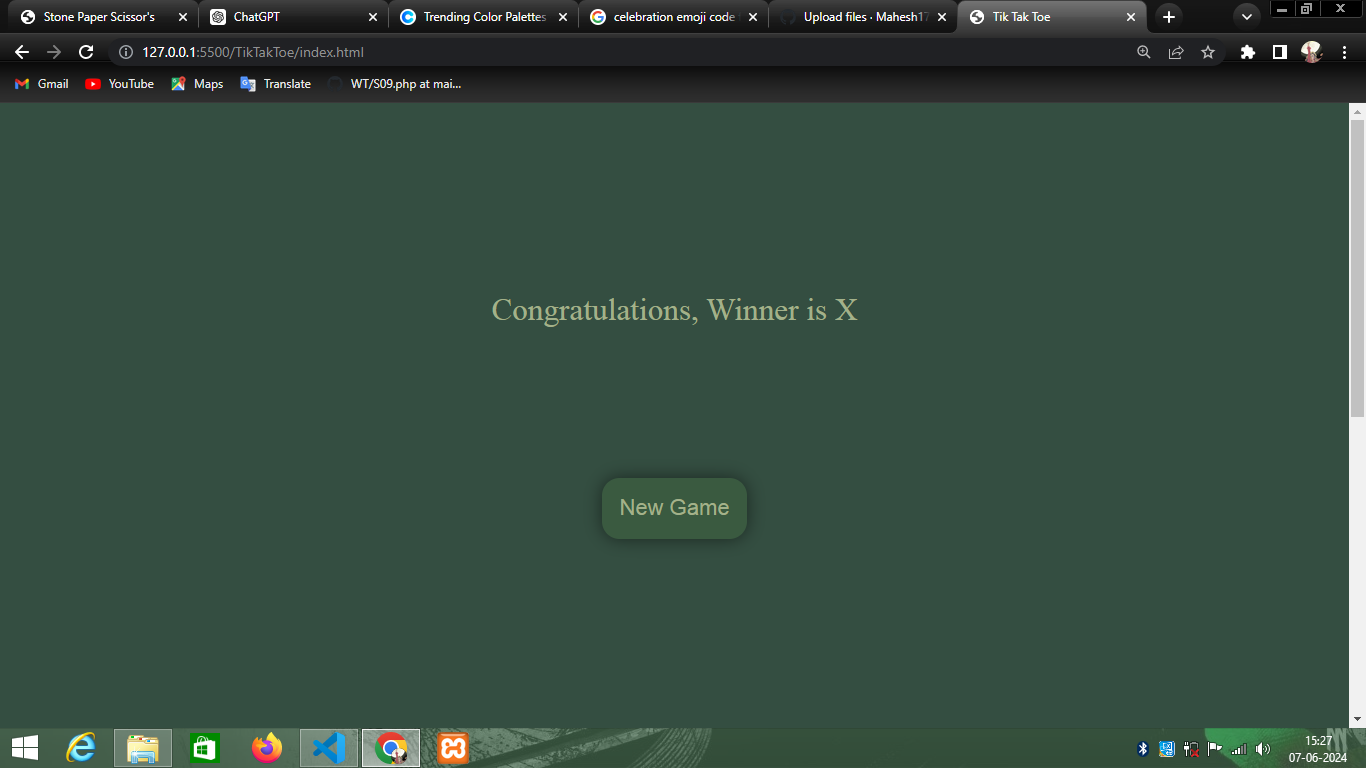 Stone Paper Scissor's
ChatGPT
Trending Color Palettes
celebration emoji code
Upload files · Mahesh17
Tik Tak Toe
127.0.0.1:5500/TikTakToe/index.html
Gmail
YouTube
Maps
Translate
WT/S09.php at mai...
Congratulations, Winner is X
New Game
15:27
07-06-2024